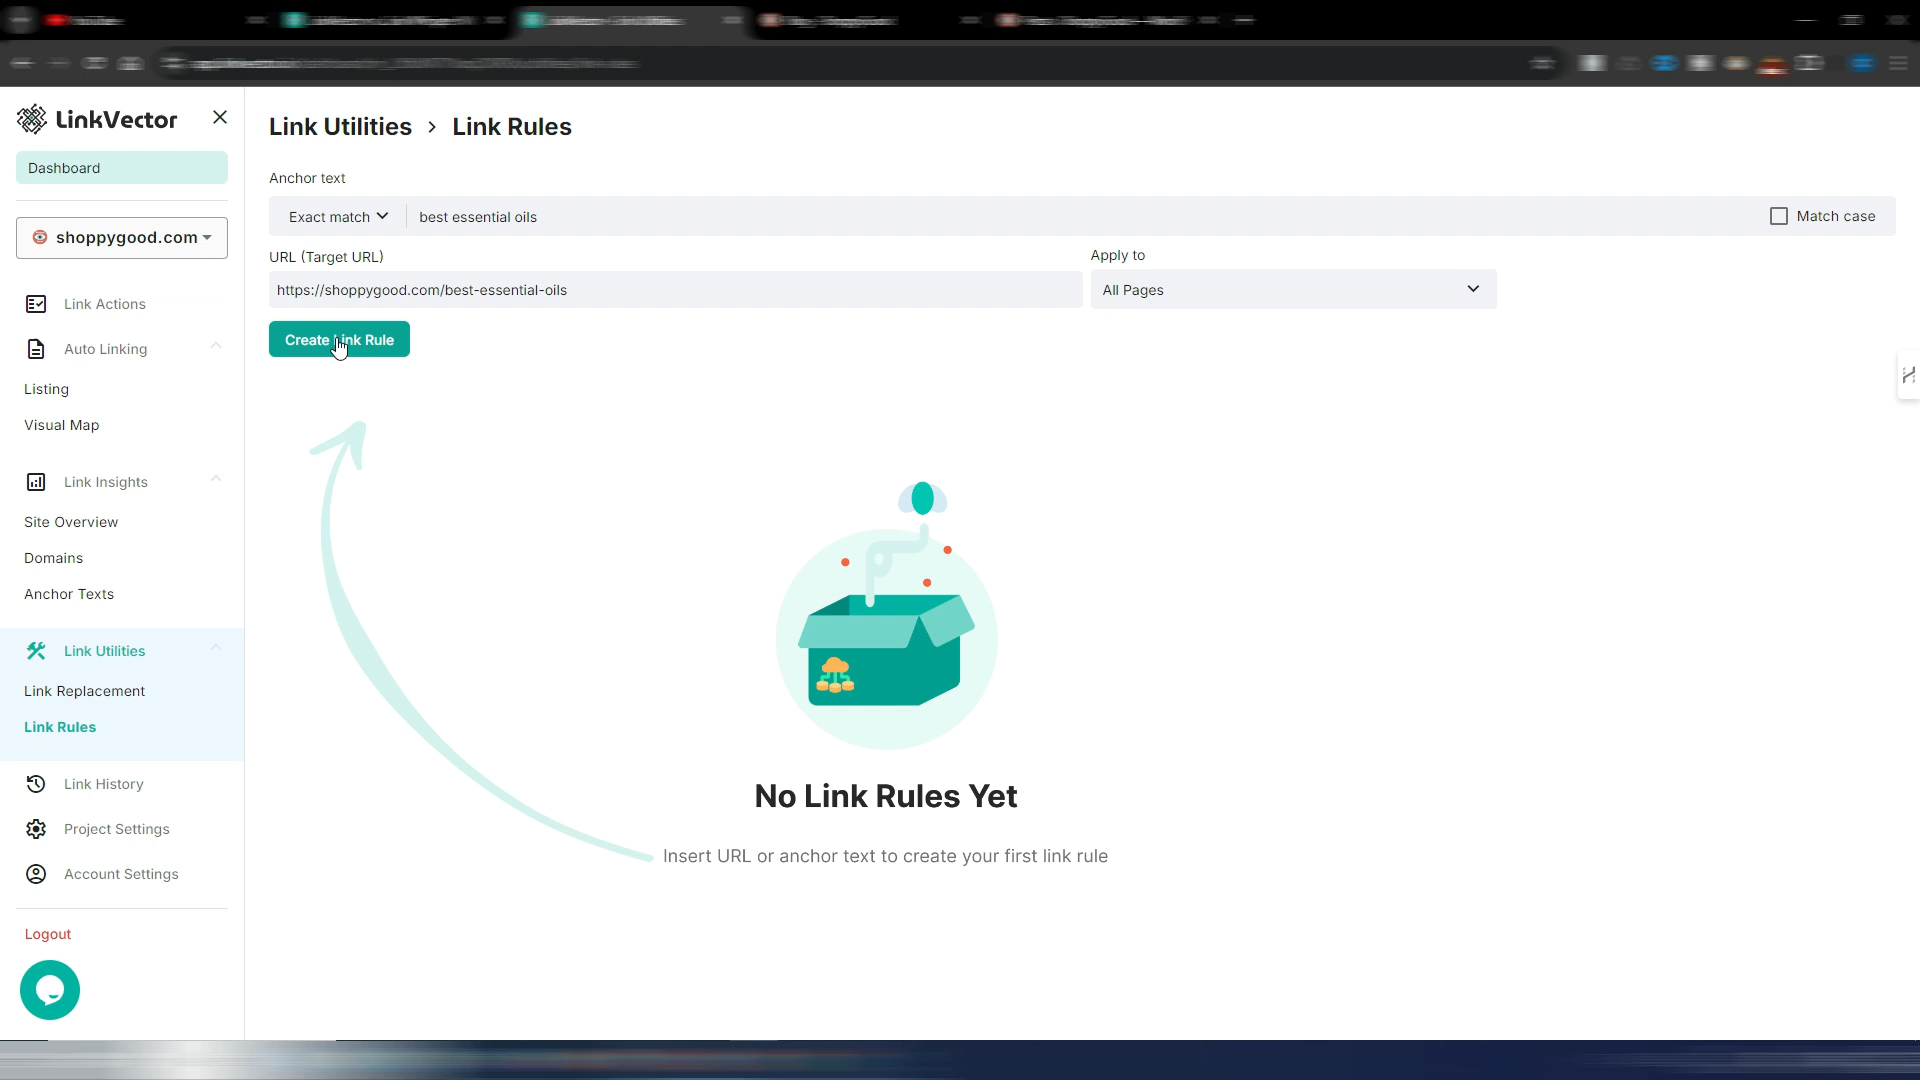 LinkVector
Dashboard
shoppygood.com
Link Actions
Auto Linking
Listing
Visual Map
Link Insights
Site Overview
Domains
Anchor Texts
Link Utilities
Link Replacement
Link Rules
Link History
Project Settings
Account Settings
Logout
Link Utilities > Link Rules
Anchor text
Exact match best essential oils Match case
URL (Target URL) Apply to
https://shoppygood.com/best-essential-oils All Pages
Create Link Rule
No Link Rules Yet
Insert URL or anchor text to create your first link rule